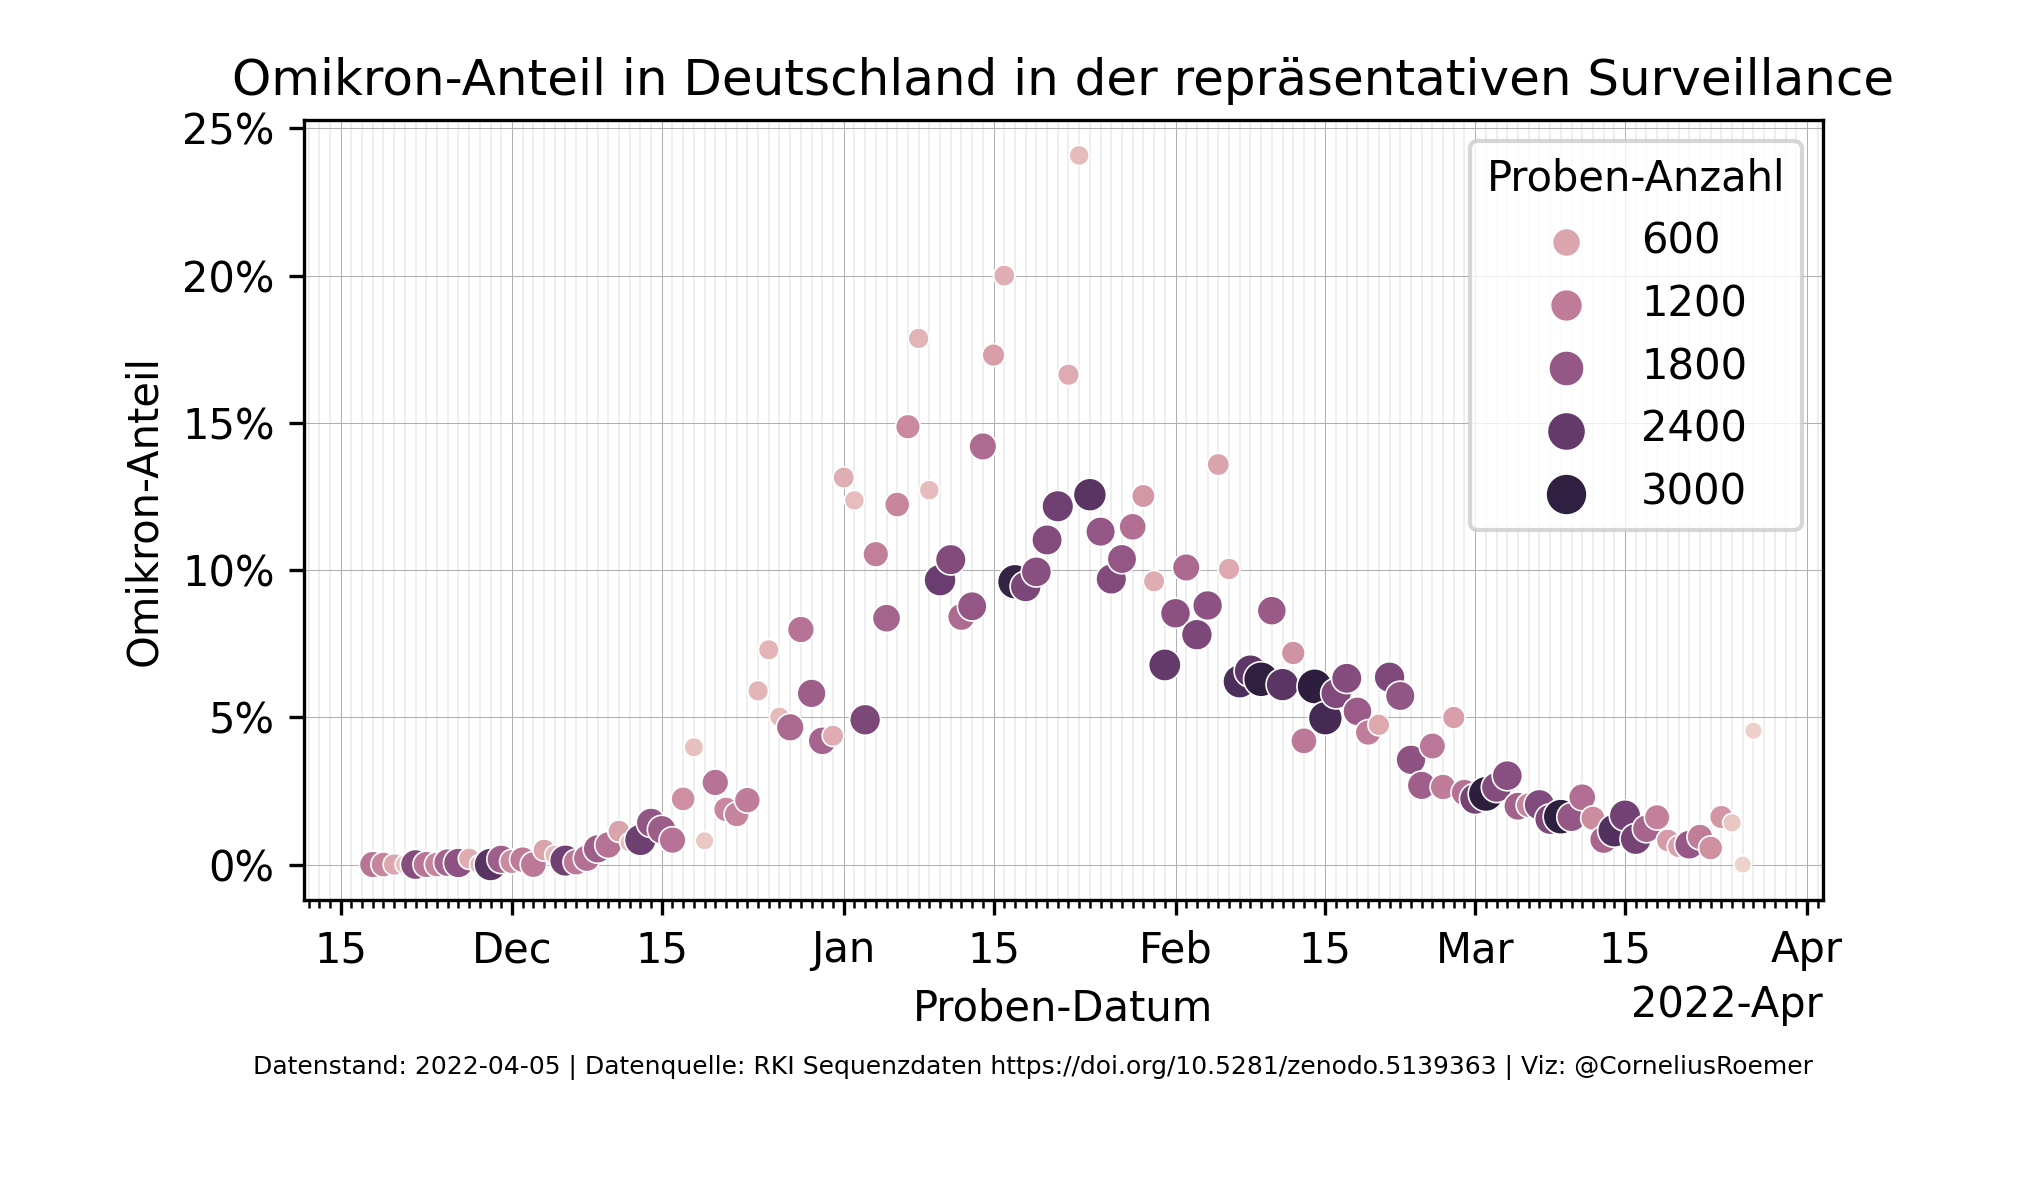 Omikron-Anteil in Deutschland in der repräsentativen Surveillance
25%
20%
15%
10%
5%
0%
Omikron-Anteil
Proben-Anzahl
600
1200
1800
2400
3000
15 Dec 15 Jan 15 Feb 15 Mar 15 Apr
Proben-Datum
2022-Apr
Datenstand: 2022-04-05 | Datenquelle: RKI Sequenzdaten https://doi.org/10.5281/zenodo.5139363 | Viz: @CorneliusRoemer